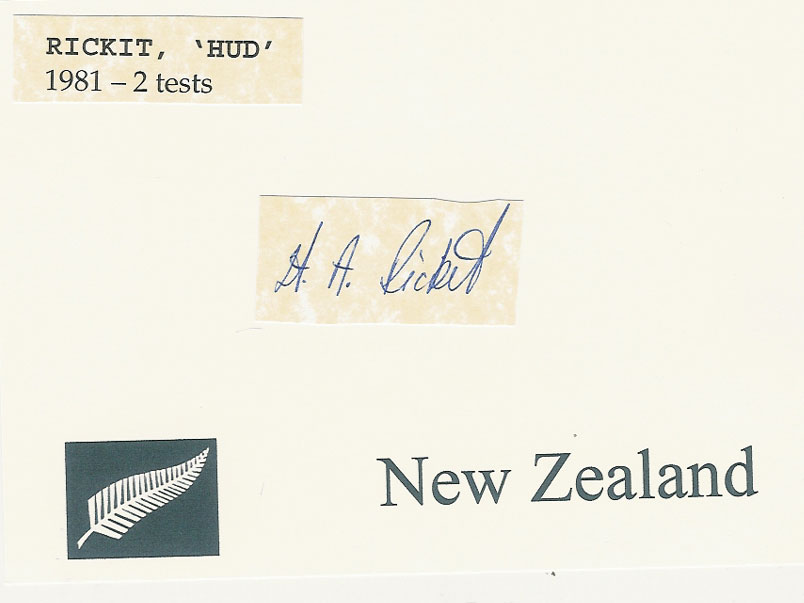 RICKIT, ‘HUD’
1981 – 2 tests
H. A. Rickit
New Zealand